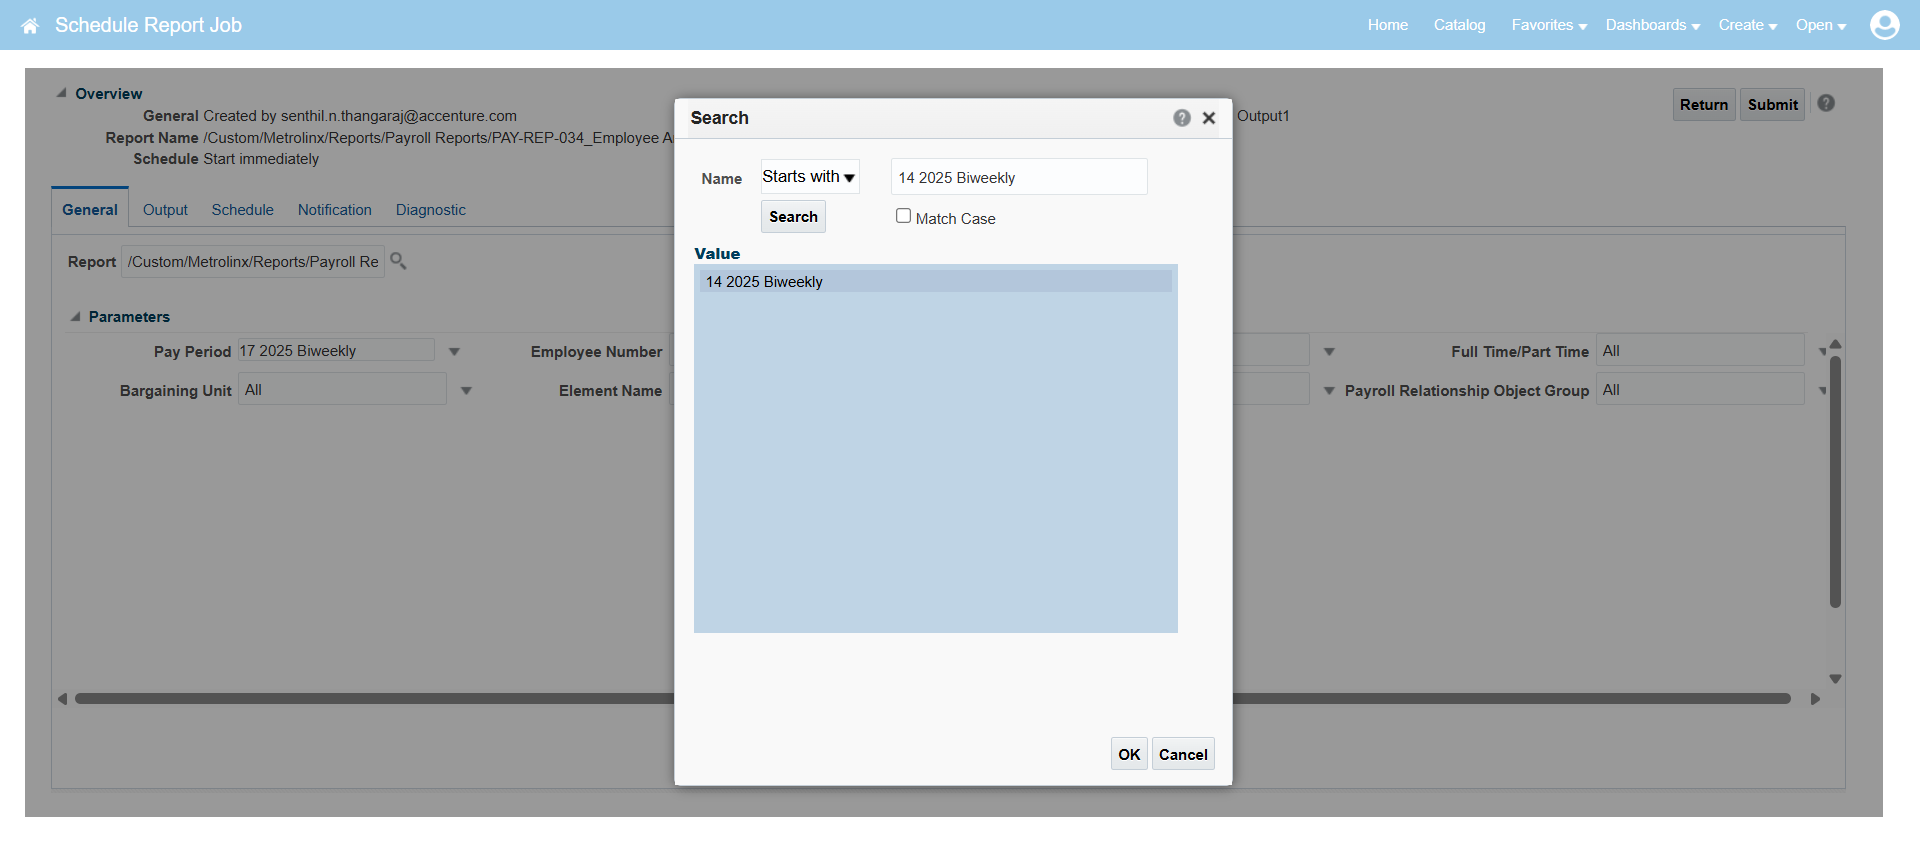 Schedule Report Job
Home Catalog Favorites Dashboards Create Open
Overview
General Created by senthil.n.thangaraj@accenture.com
Output1
Return Submit
Report Name /Custom/Metrolinx/Reports/Payroll Reports/PAY-REP-034_Employee
Schedule Start immediately
General Output Schedule Notification Diagnostic
Report /Custom/Metrolinx/Reports/Payroll Re
Parameters
Pay Period 17 2025 Biweekly
Employee Number
Full Time/Part Time All
Bargaining Unit All
Element Name
Payroll Relationship Object Group All
Search
Name Starts with 14 2025 Biweekly
Search Match Case
Value
14 2025 Biweekly
OK Cancel